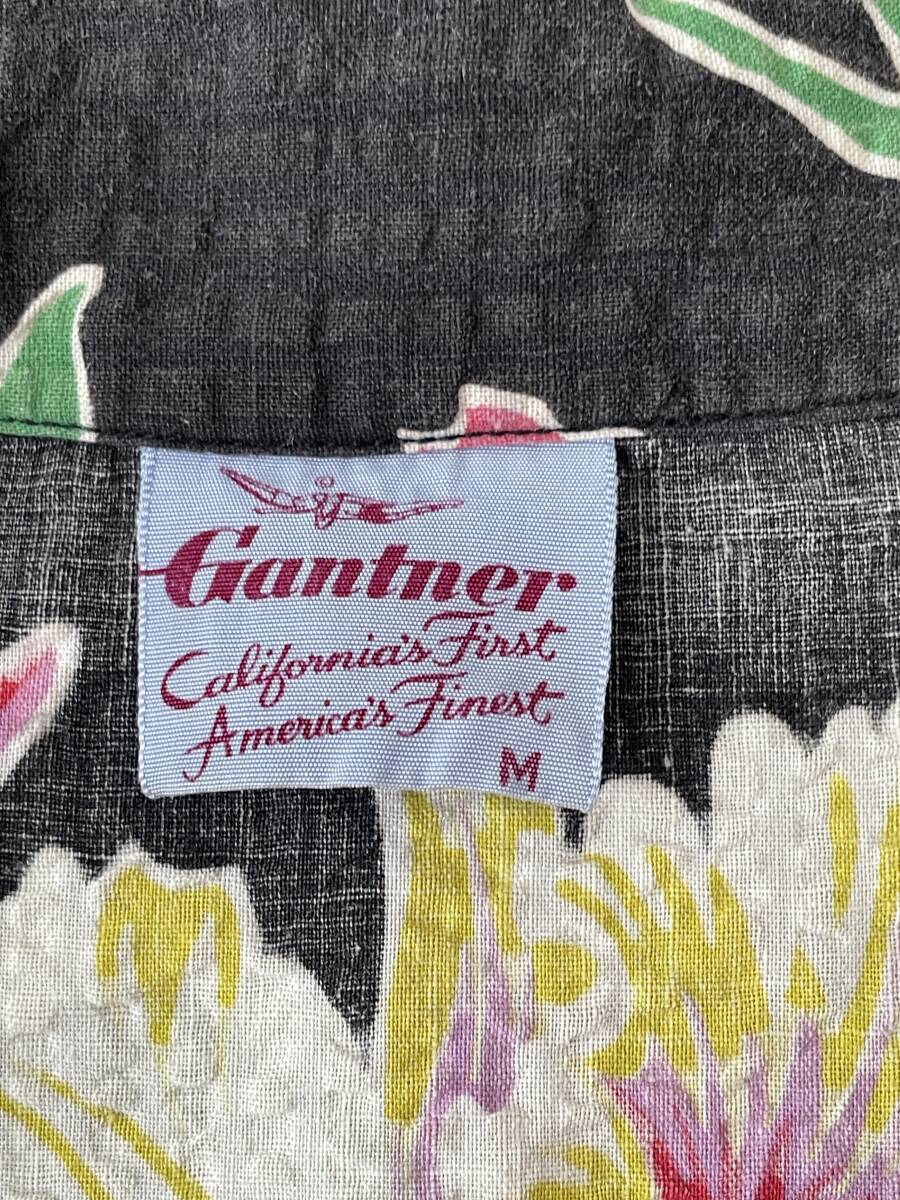 Gantner
California's First
America's Finest
M